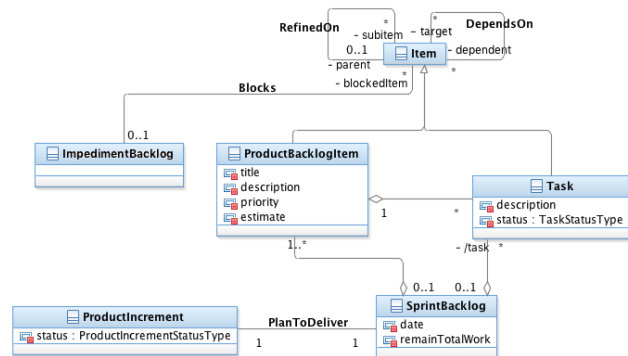 RefinedOn
*
- subitem
*
- target
DependsOn
0..1
- parent
Item
- dependent
*
- blockedItem
*
Blocks
0..1
ImpedimentBacklog
ProductBacklogItem
title
description
priority
estimate
Task
description
status : TaskStatusType
1
*
1..*
- /task
*
0..1
0..1
ProductIncrement
status : ProductIncrementStatusType
PlanToDeliver
1
1
SprintBacklog
date
remainTotalWork